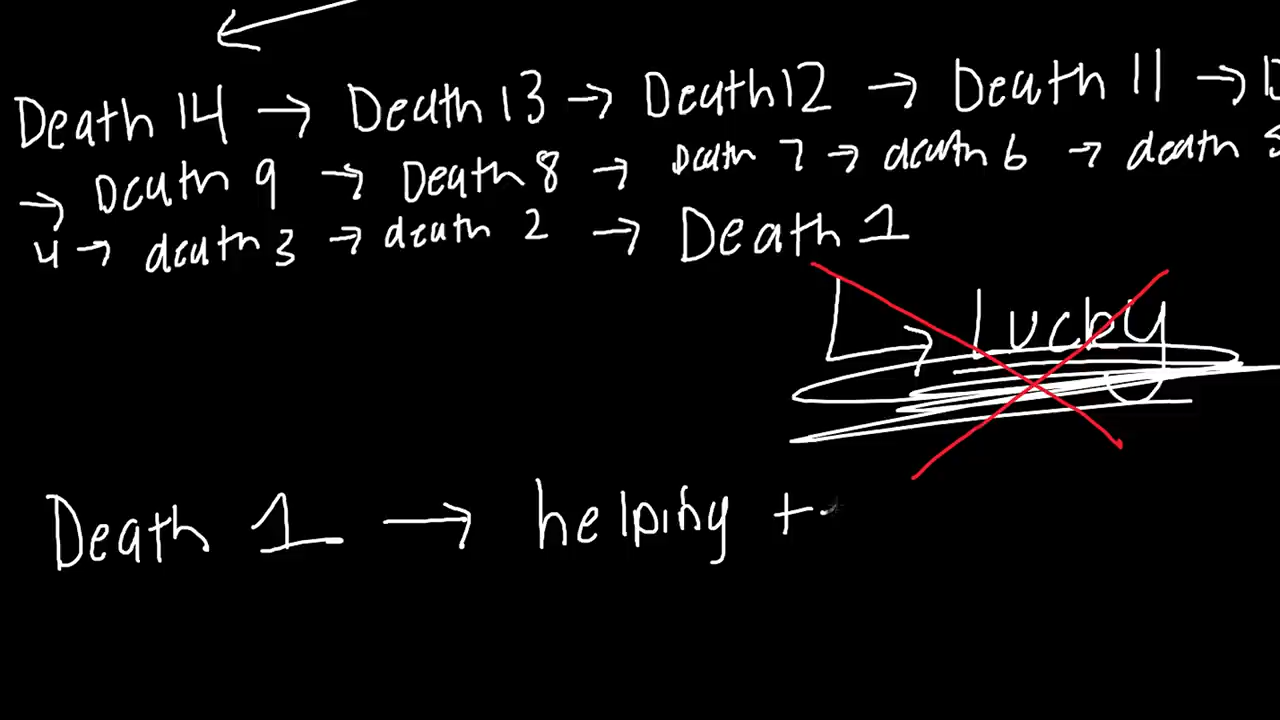 Death 14 → Death 13 → Death 12 → Death 11 → D
→ Death 9 → Death 8 → Death 7 → death 6 → death 5
4 → death 3 → death 2 → Death 1
Lucky
Death 1 → helping t